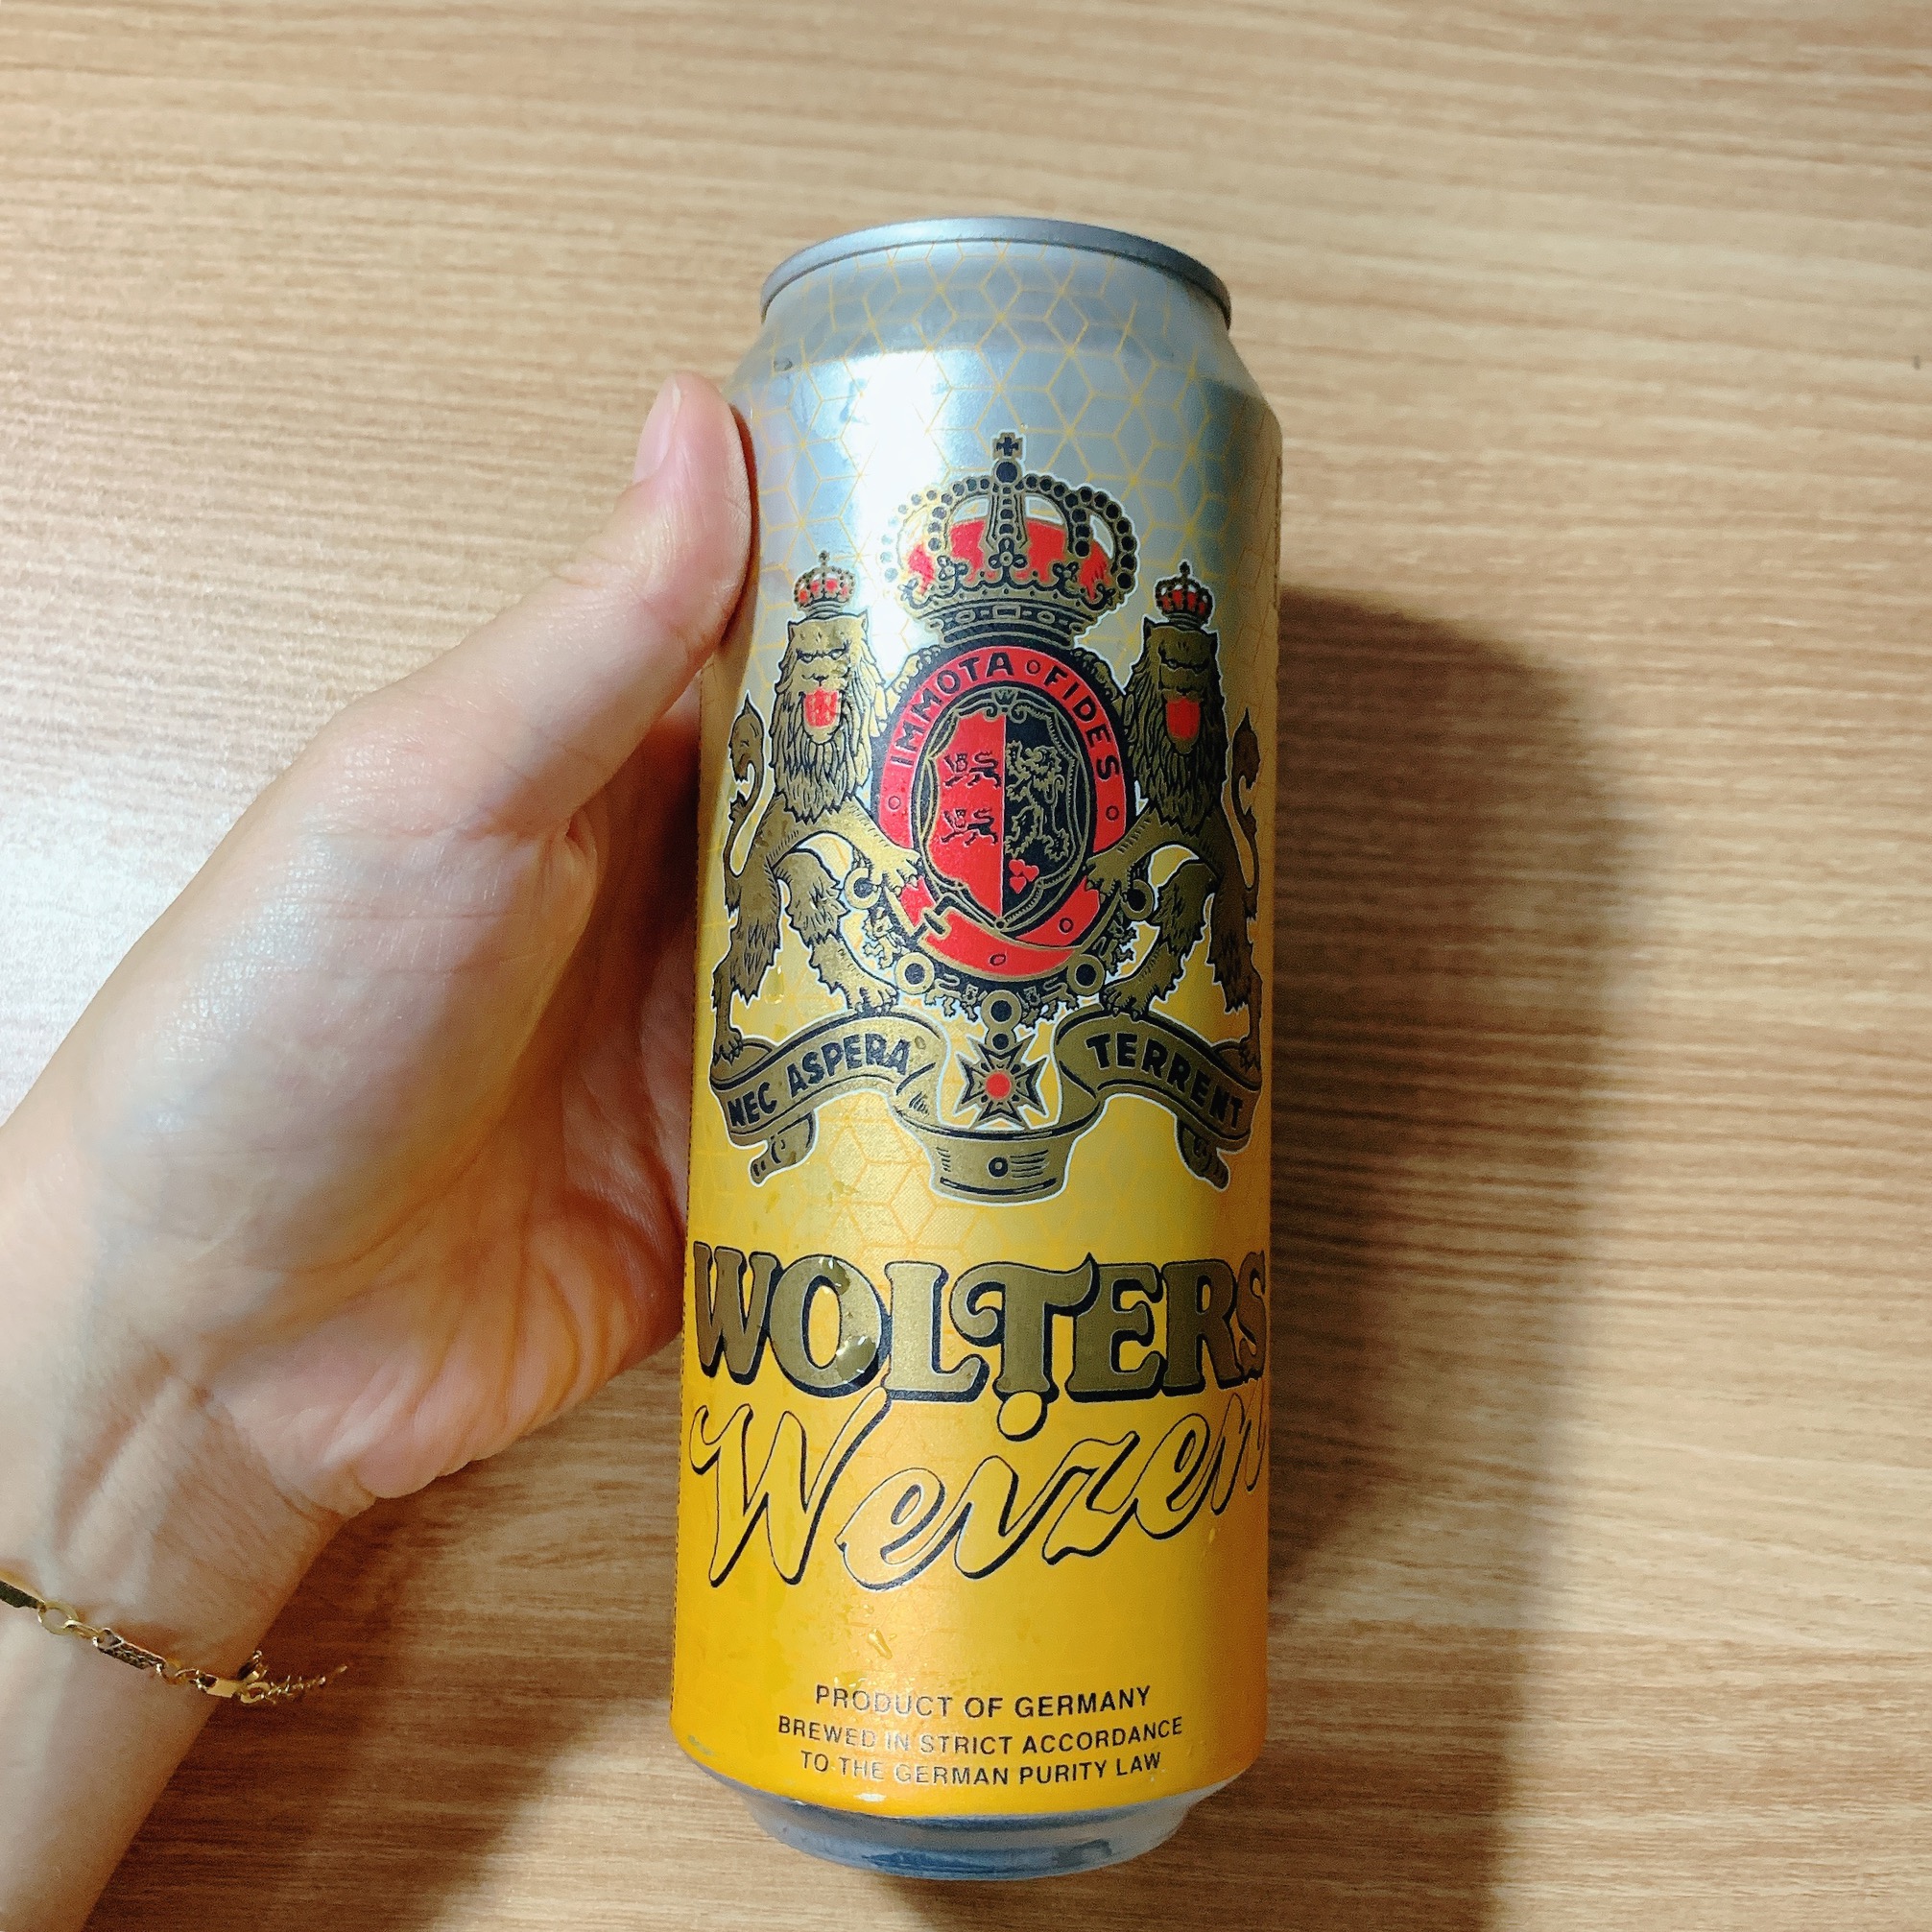 IMMOTA FIDES
NEC ASPERA TERRENT
WOLTERS
Weizen
PRODUCT OF GERMANY
BREWED IN STRICT ACCORDANCE
TO THE GERMAN PURITY LAW